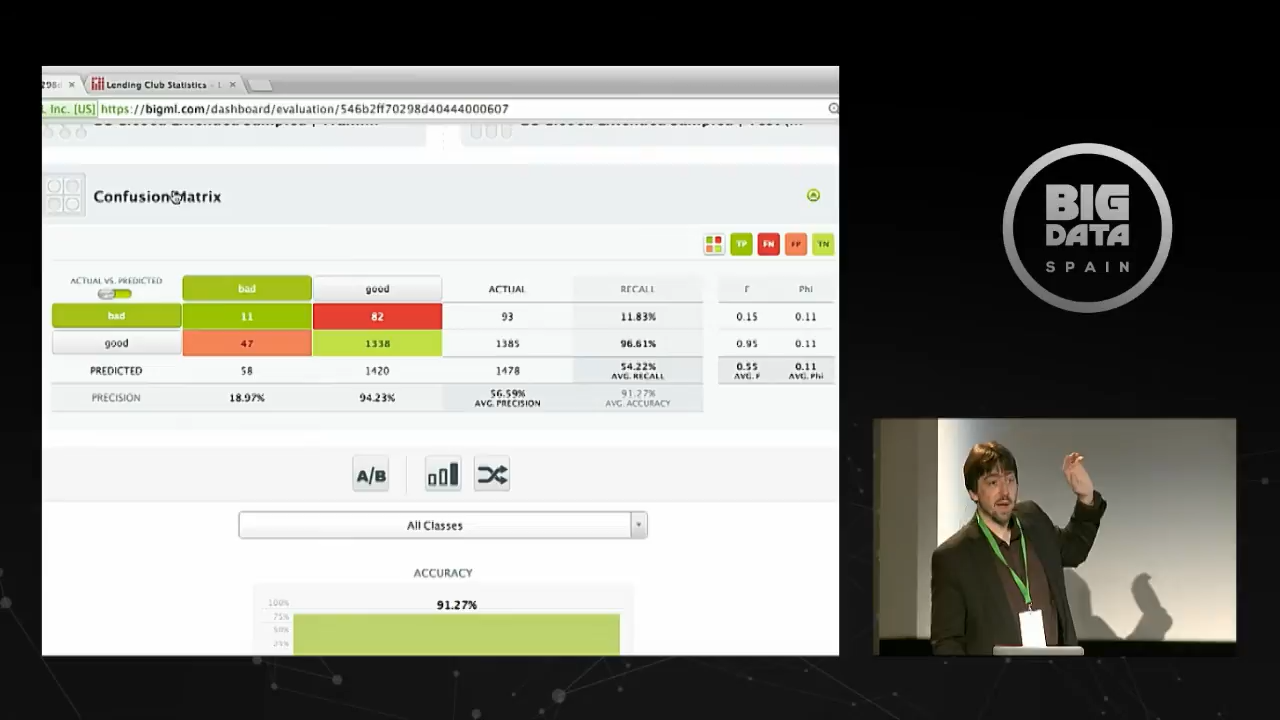 298d
Lending Club Statistics -
. Inc. [US] https://bigml.com/dashboard/evaluation/546b2ff70298d40444000607
Confusion Matrix
TP FN FP TN
ACTUAL VS. PREDICTED bad good ACTUAL RECALL F Phi
bad 11 82 93 11.83% 0.15 0.11
good 47 1338 1385 96.61% 0.95 0.11
PREDICTED 58 1420 1478 54.22% 0.55 0.11
AVG. RECALL AVG. F AVG. Phi
PRECISION 18.97% 94.23% 56.59% 91.27%
AVG. PRECISION AVG. ACCURACY
A/B
All Classes
ACCURACY
91.27%
100%
75%
50%
25%
BIG
DATA
SPAIN